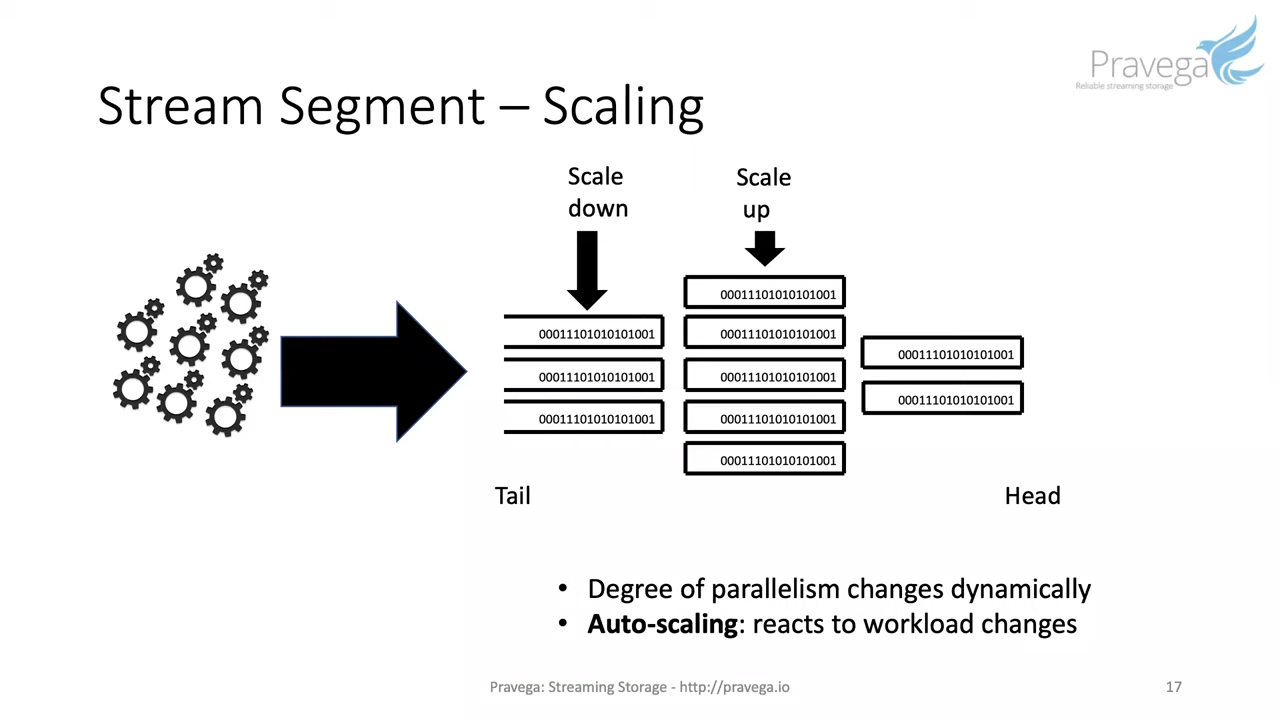 Pravega
Reliable streaming storage
Stream Segment – Scaling
Scale
down
Scale
up
00011101010101001
00011101010101001
00011101010101001
00011101010101001
00011101010101001
00011101010101001
00011101010101001
00011101010101001
00011101010101001
00011101010101001
Tail
Head
• Degree of parallelism changes dynamically
• Auto-scaling: reacts to workload changes
Pravega: Streaming Storage - http://pravega.io
17